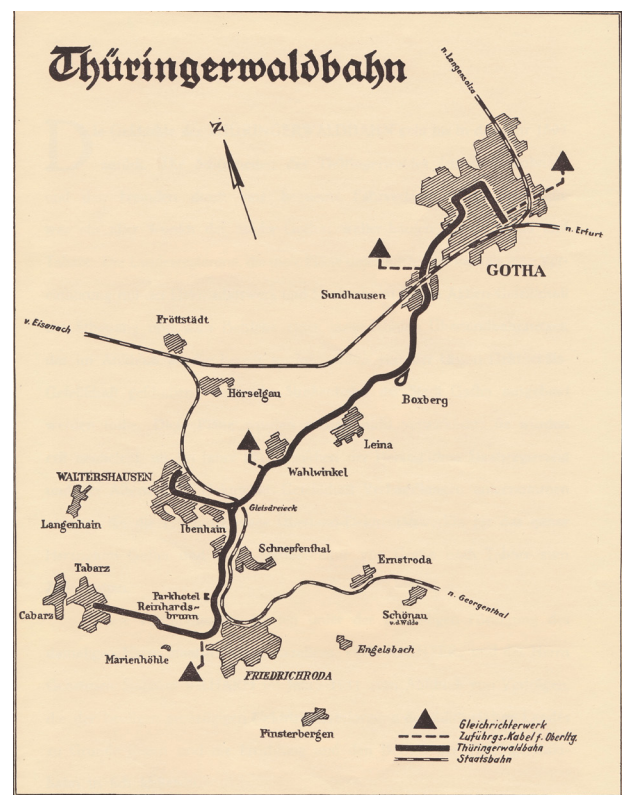 Thüringerwaldbahn
n. Langensalza
N
n. Erfurt
GOTHA
Sundhausen
v. Eisenach
Fröttstädt
Hörselgau
Boxberg
Leina
Wahlwinkel
WALTERSHAUSEN
Gleisdreieck
Langenhain
Ibenhain
Schnepfenthal
Ernstroda
Tabarz
Parkhotel
Reinhards-
brunn
n. Georgenthal
Cabarz
Schönau
v.d.Wilde
Marienhöhle
Engelsbach
FRIEDRICHRODA
Finsterbergen
Gleichrichterwerk
Zuführgs.Kabel f. Oberltg.
Thüringerwaldbahn
Staatsbahn